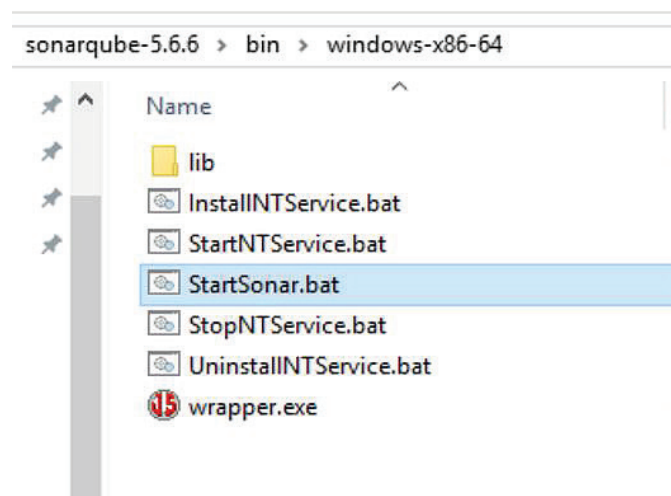 sonarqube-5.6.6 > bin > windows-x86-64
Name
lib
InstallNTService.bat
StartNTService.bat
StartSonar.bat
StopNTService.bat
UninstallNTService.bat
wrapper.exe